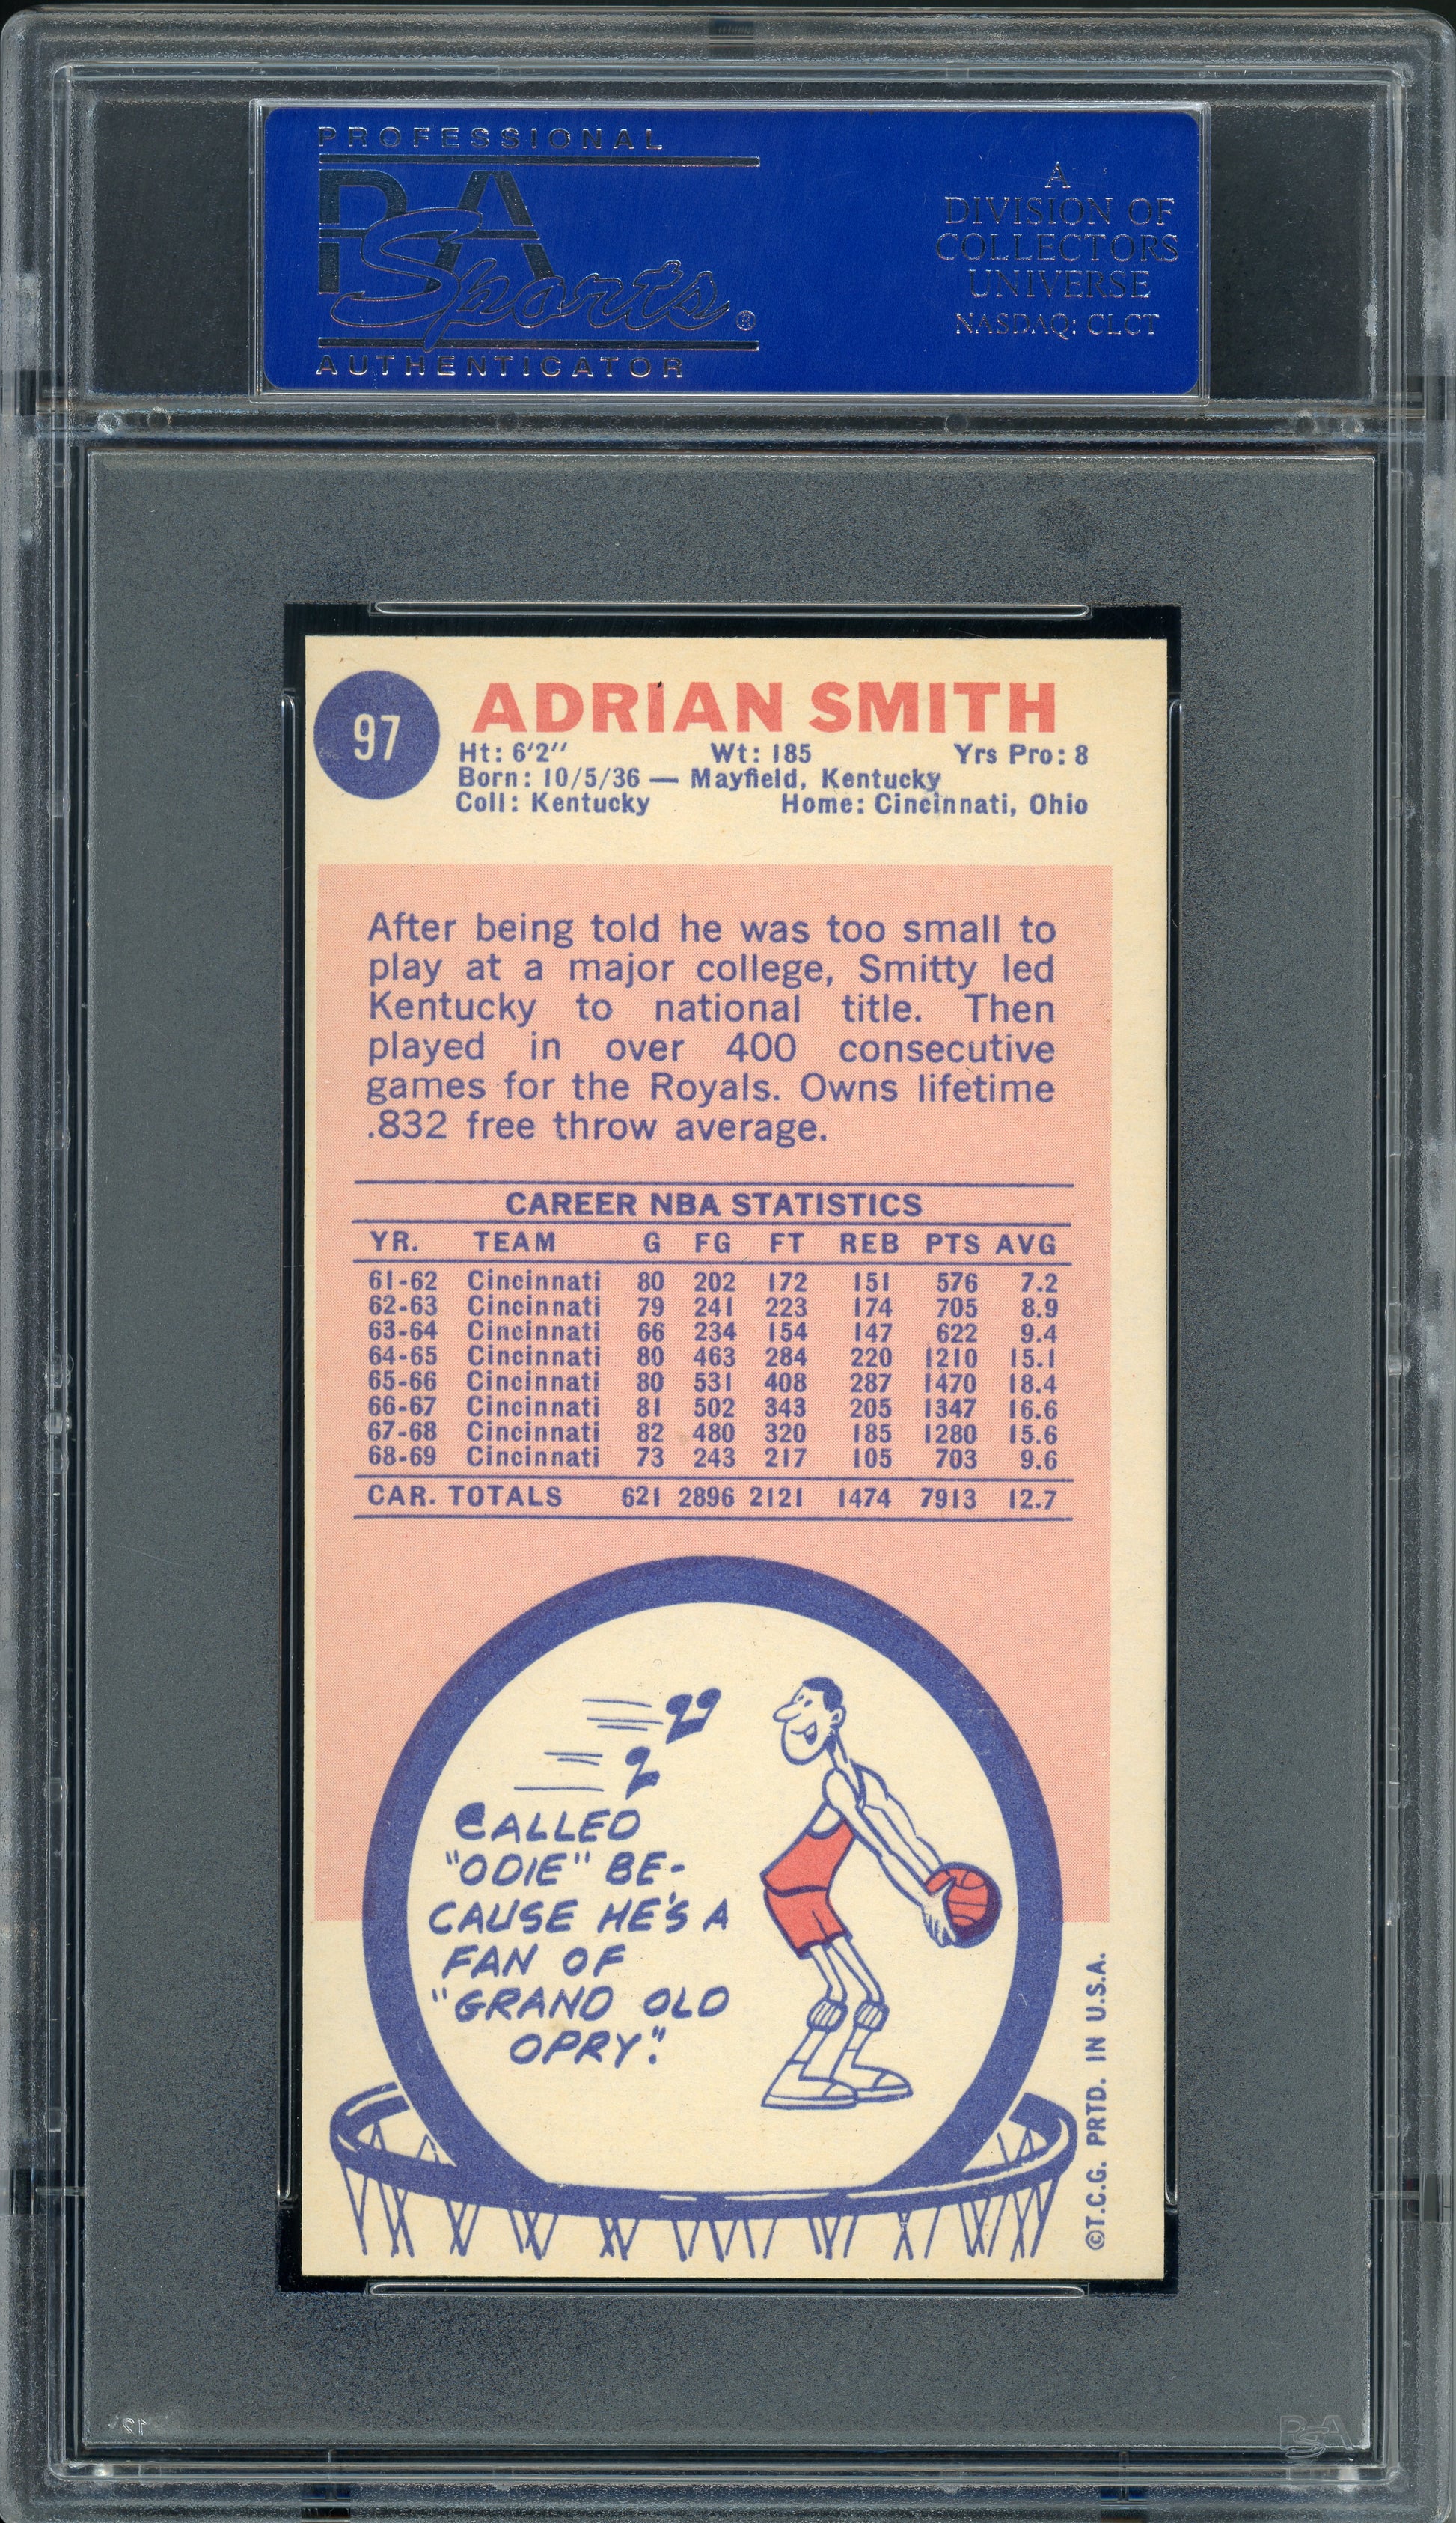 PROFESSIONAL
PSA
Sports®
AUTHENTICATOR
A
DIVISION OF
COLLECTORS
UNIVERSE
NASDAQ: CLCT
97
ADRIAN SMITH
Ht: 6'2'' Wt: 185 Yrs Pro: 8
Born: 10/5/36 — Mayfield, Kentucky
Coll: Kentucky Home: Cincinnati, Ohio
After being told he was too small to
play at a major college, Smitty led
Kentucky to national title. Then
played in over 400 consecutive
games for the Royals. Owns lifetime
.832 free throw average.
CAREER NBA STATISTICS
YR. TEAM G FG FT REB PTS AVG
61-62 Cincinnati 80 202 172 151 576 7.2
62-63 Cincinnati 79 241 223 174 705 8.9
63-64 Cincinnati 66 234 154 147 622 9.4
64-65 Cincinnati 80 463 284 220 1210 15.1
65-66 Cincinnati 80 531 408 287 1470 18.4
66-67 Cincinnati 81 502 343 205 1347 16.6
67-68 Cincinnati 82 480 320 185 1280 15.6
68-69 Cincinnati 73 243 217 105 703 9.6
CAR. TOTALS 621 2896 2121 1474 7913 12.7
CALLED
"ODIE" BE-
CAUSE HE'S A
FAN OF
"GRAND OLD
OPRY."
©T.C.G. PRTD. IN U.S.A.
PSA